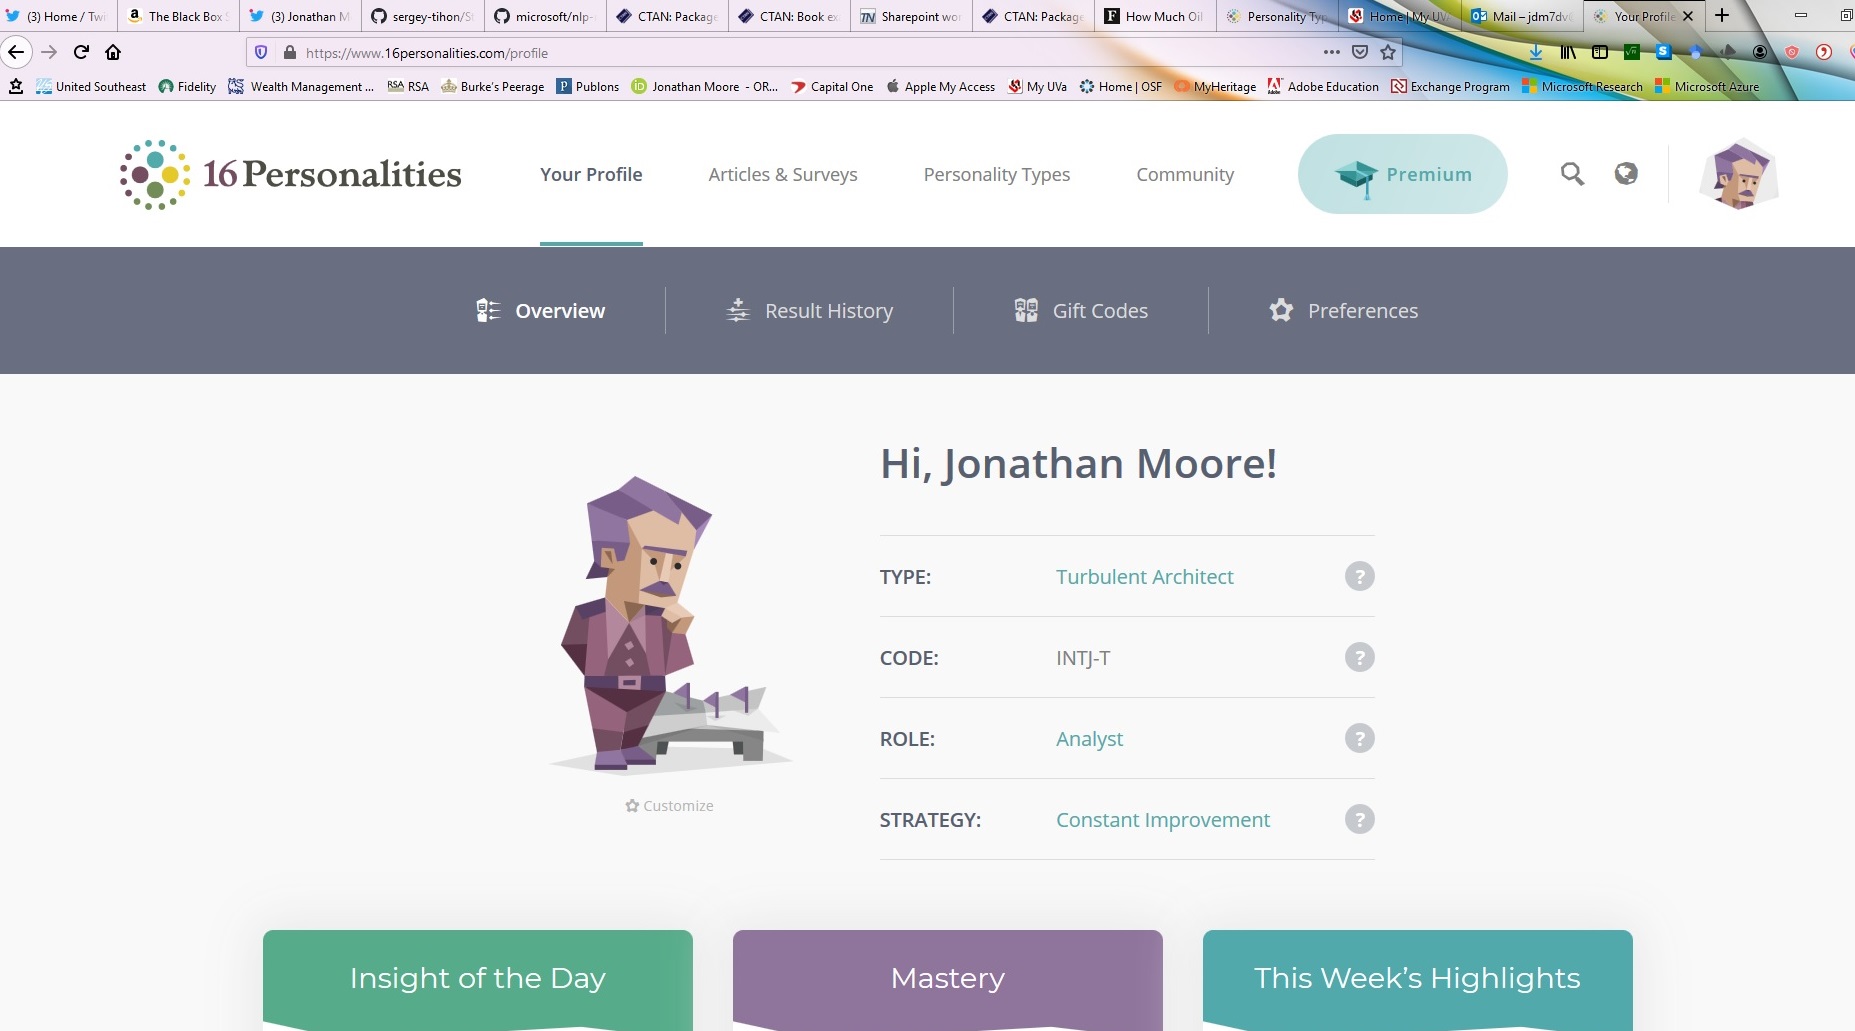 (3) Home / Twi
The Black Box S
(3) Jonathan M
sergey-tihon/S
microsoft/nlp-
CTAN: Package
CTAN: Book ex
Sharepoint wor
CTAN: Package
How Much Oil
Personality Typ
Home | My UVA
Mail – jdm7dv@
Your Profile
https://www.16personalities.com/profile
United Southeast
Fidelity
Wealth Management ...
RSA
Burke's Peerage
Publons
Jonathan Moore - OR...
Capital One
Apple My Access
My UVa
Home | OSF
MyHeritage
Adobe Education
Exchange Program
Microsoft Research
Microsoft Azure
16Personalities
Your Profile
Articles & Surveys
Personality Types
Community
Premium
Overview
Result History
Gift Codes
Preferences
Hi, Jonathan Moore!
TYPE: Turbulent Architect ?
CODE: INTJ-T ?
ROLE: Analyst ?
STRATEGY: Constant Improvement ?
Customize
Insight of the Day
Mastery
This Week’s Highlights